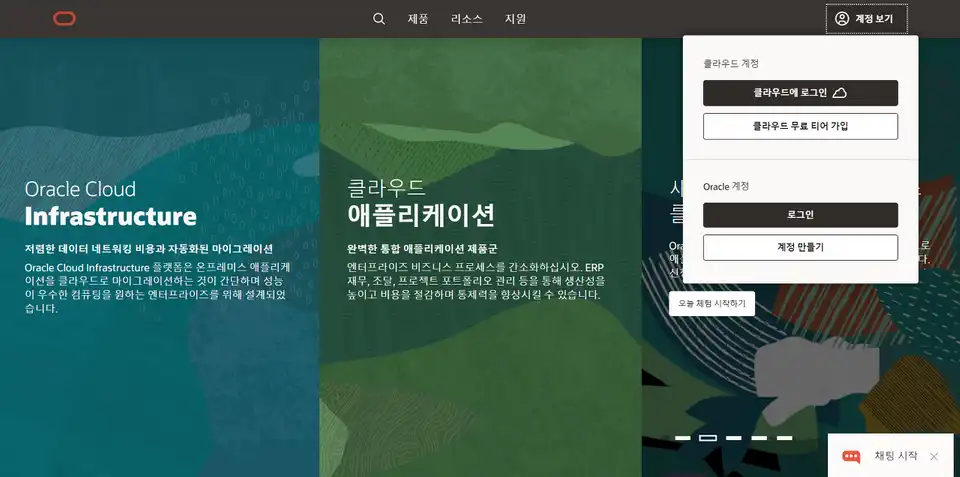 제품
리소스
지원
계정 보기
클라우드 계정
클라우드에 로그인
클라우드 무료 티어 가입
Oracle 계정
로그인
계정 만들기
Oracle Cloud
Infrastructure
저렴한 데이터 네트워킹 비용과 자동화된 마이그레이션
Oracle Cloud Infrastructure 플랫폼은 온프레미스 애플리케
이션을 클라우드로 마이그레이션하는 것이 간단하며 성능
이 우수한 컴퓨팅을 원하는 엔터프라이즈를 위해 설계되었
습니다.
클라우드
애플리케이션
완벽한 통합 애플리케이션 제품군
엔터프라이즈 비즈니스 프로세스를 간소화하십시오. ERP
재무, 조달, 프로젝트 포트폴리오 관리 등을 통해 생산성을
높이고 비용을 절감하며 통제력을 향상시킬 수 있습니다.
오늘 체험 시작하기
채팅 시작